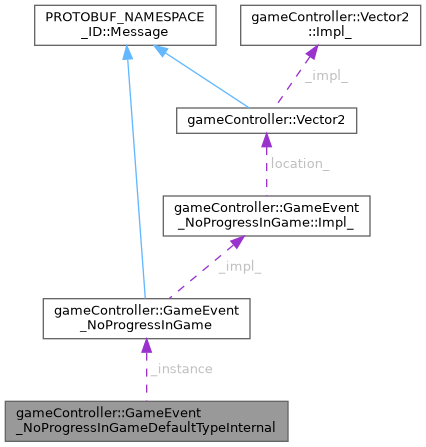 PROTOBUF_NAMESPACE
_ID::Message
gameController::Vector2
::Impl_
_impl_
gameController::Vector2
location_
gameController::GameEvent
_NoProgressInGame::Impl_
_impl_
gameController::GameEvent
_NoProgressInGame
_instance
gameController::GameEvent
_NoProgressInGameDefaultTypeInternal